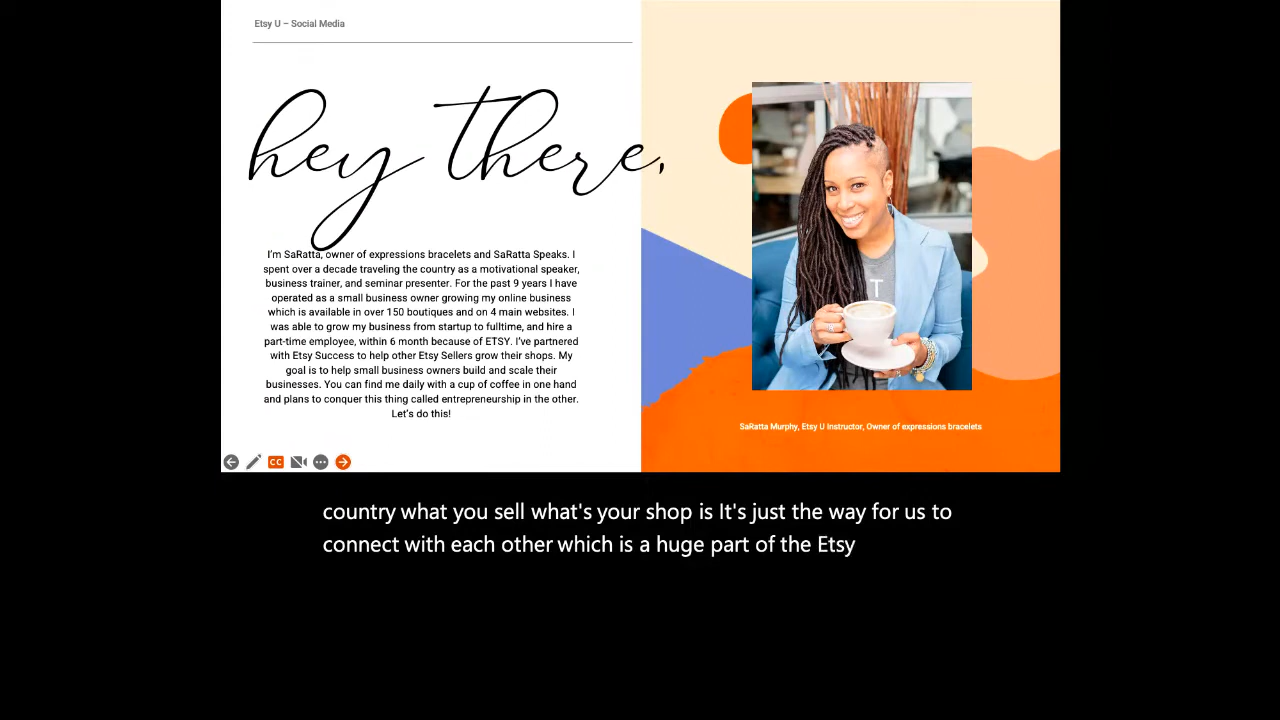 Etsy U – Social Media
hey there,
I'm SaRatta, owner of expressions bracelets and SaRatta Speaks. I
spent over a decade traveling the country as a motivational speaker,
business trainer, and seminar presenter. For the past 9 years I have
operated as a small business owner growing my online business
which is available in over 150 boutiques and on 4 main websites. I
was able to grow my business from startup to fulltime, and hire a
part-time employee, within 6 month because of ETSY. I've partnered
with Etsy Success to help other Etsy Sellers grow their shops. My
goal is to help small business owners build and scale their
businesses. You can find me daily with a cup of coffee in one hand
and plans to conquer this thing called entrepreneurship in the other.
Let's do this!
T
SaRatta Murphy, Etsy U Instructor, Owner of expressions bracelets
CC
country what you sell what's your shop is It's just the way for us to
connect with each other which is a huge part of the Etsy